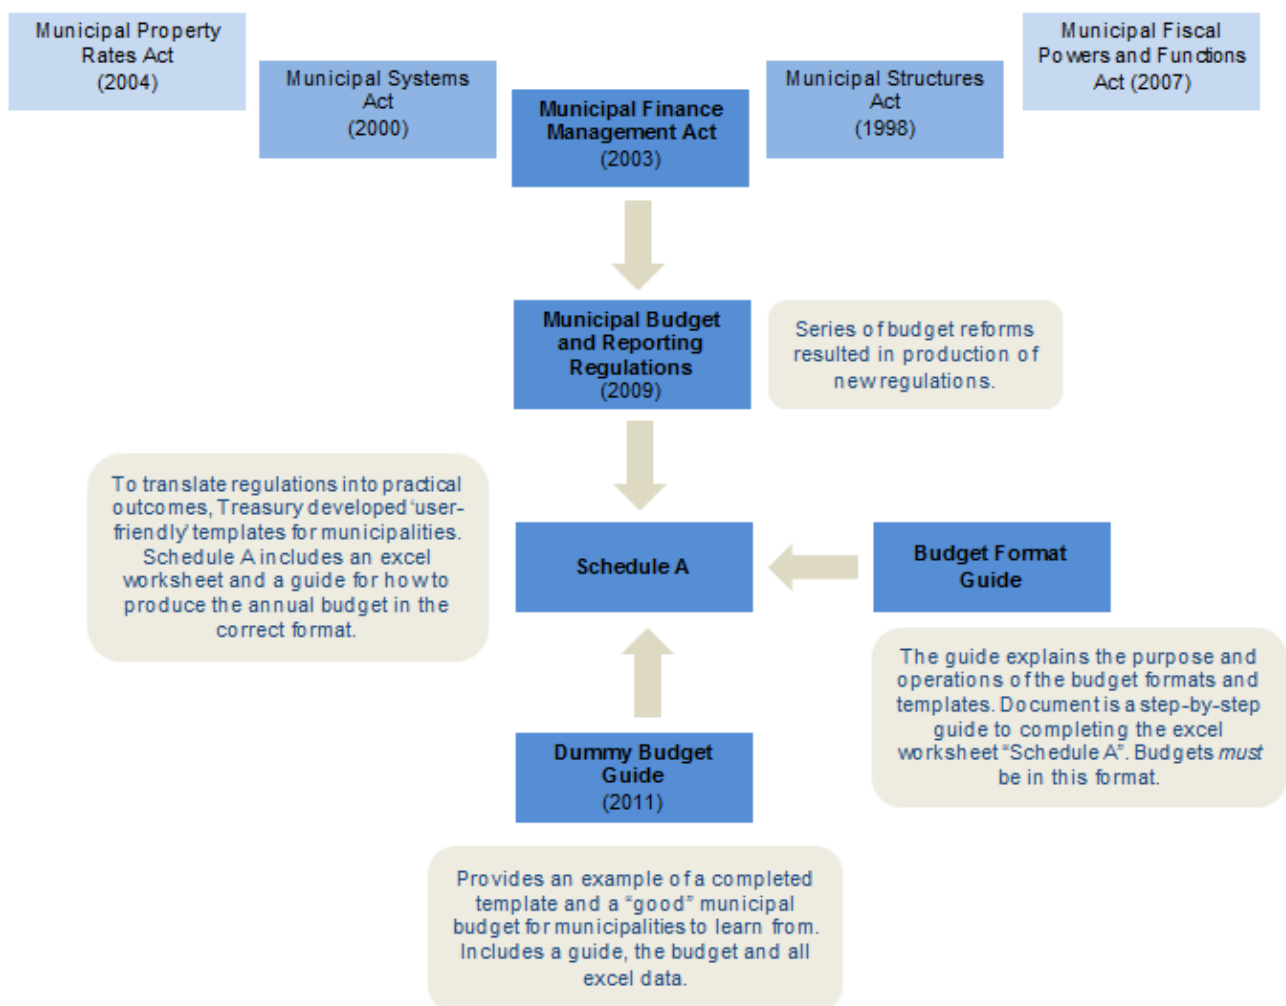 Municipal Property
Rates Act
(2004)
Municipal Systems
Act
(2000)
Municipal Finance
Management Act
(2003)
Municipal Structures
Act
(1998)
Municipal Fiscal
Powers and Functions
Act (2007)
Municipal Budget
and Reporting
Regulations
(2009)
Series of budget reforms
resulted in production of
new regulations.
To translate regulations into practical
outcomes, Treasury developed ‘user-
friendly’ templates for municipalities.
Schedule A includes an excel
worksheet and a guide for how to
produce the annual budget in the
correct format.
Schedule A
Budget Format
Guide
The guide explains the purpose and
operations of the budget formats and
templates. Document is a step-by-step
guide to completing the excel
worksheet “Schedule A”. Budgets must
be in this format.
Dummy Budget
Guide
(2011)
Provides an example of a completed
template and a “good” municipal
budget for municipalities to learn from.
Includes a guide, the budget and all
excel data.